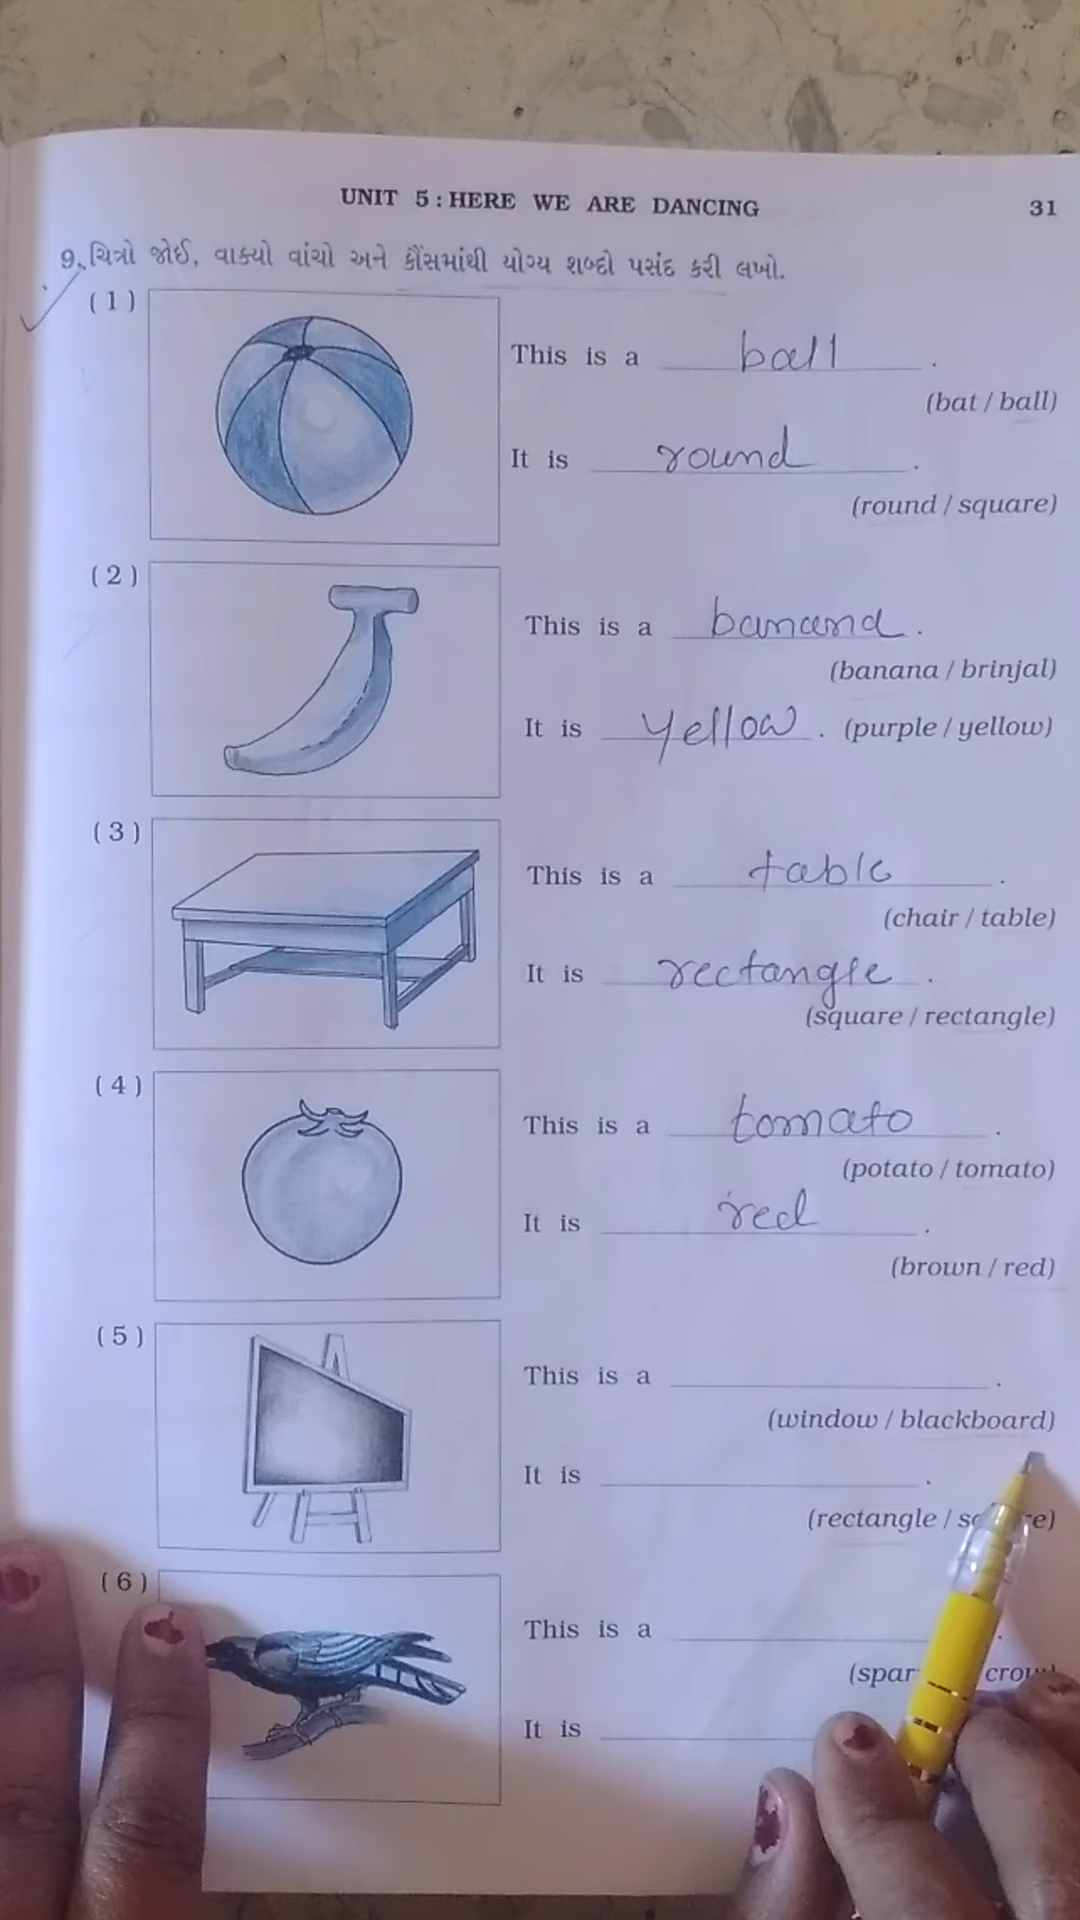 UNIT 5 : HERE WE ARE DANCING 31
9. ચિત્રો જોઈ, વાક્યો વાંચો અને કૌંસમાંથી યોગ્ય શબ્દો પસંદ કરી લખો.
(1)
This is a ball .
(bat / ball)
It is round .
(round / square)
(2)
This is a banana .
(banana / brinjal)
It is yellow . (purple / yellow)
(3)
This is a table .
(chair / table)
It is rectangle .
(square / rectangle)
(4)
This is a tomato .
(potato / tomato)
It is red .
(brown / red)
(5)
This is a .
(window / blackboard)
It is .
(rectangle /
(6)
This is a .
crow)
It is